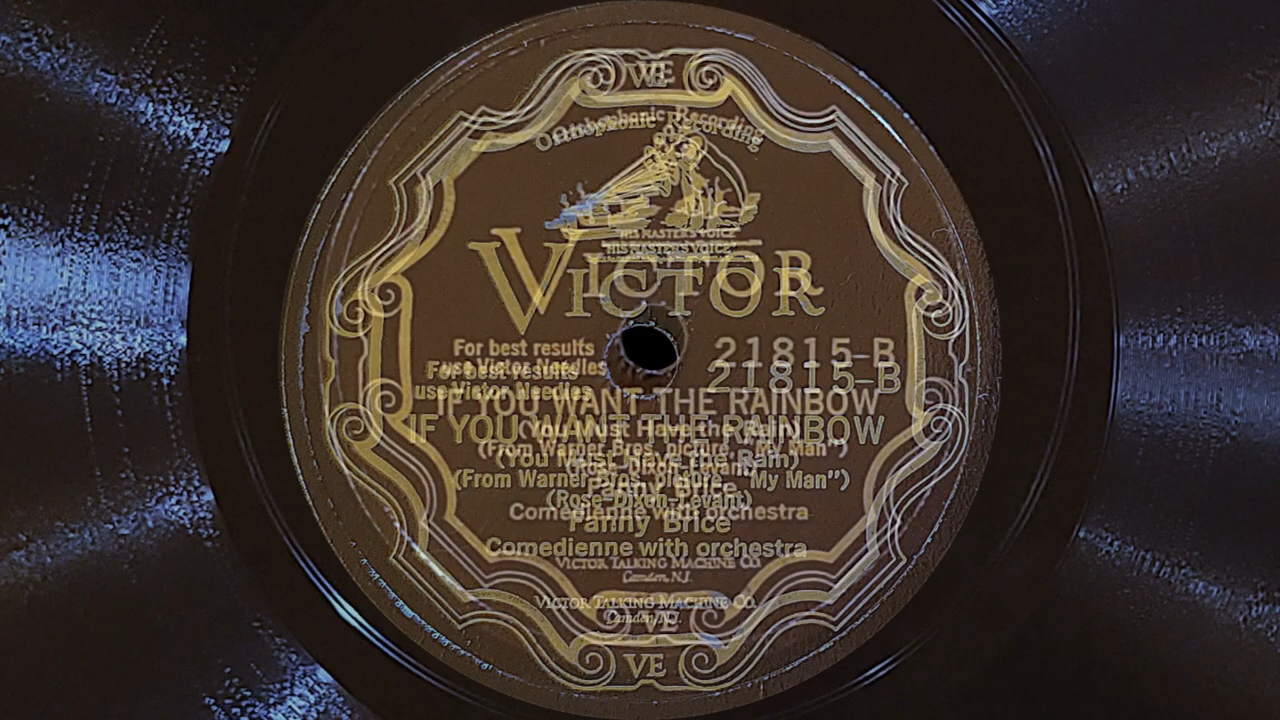 VE
Orthophonic Recording
"HIS MASTER'S VOICE"
VICTOR
For best results
use Victor Needles
21815-B
IF YOU WANT THE RAINBOW
(You Must Have the Rain)
(From Warner Bros. picture, "My Man")
(Rose-Dixon-Levant)
Fanny Brice
Comedienne with orchestra
VICTOR TALKING MACHINE CO.
Camden, N.J.
VE